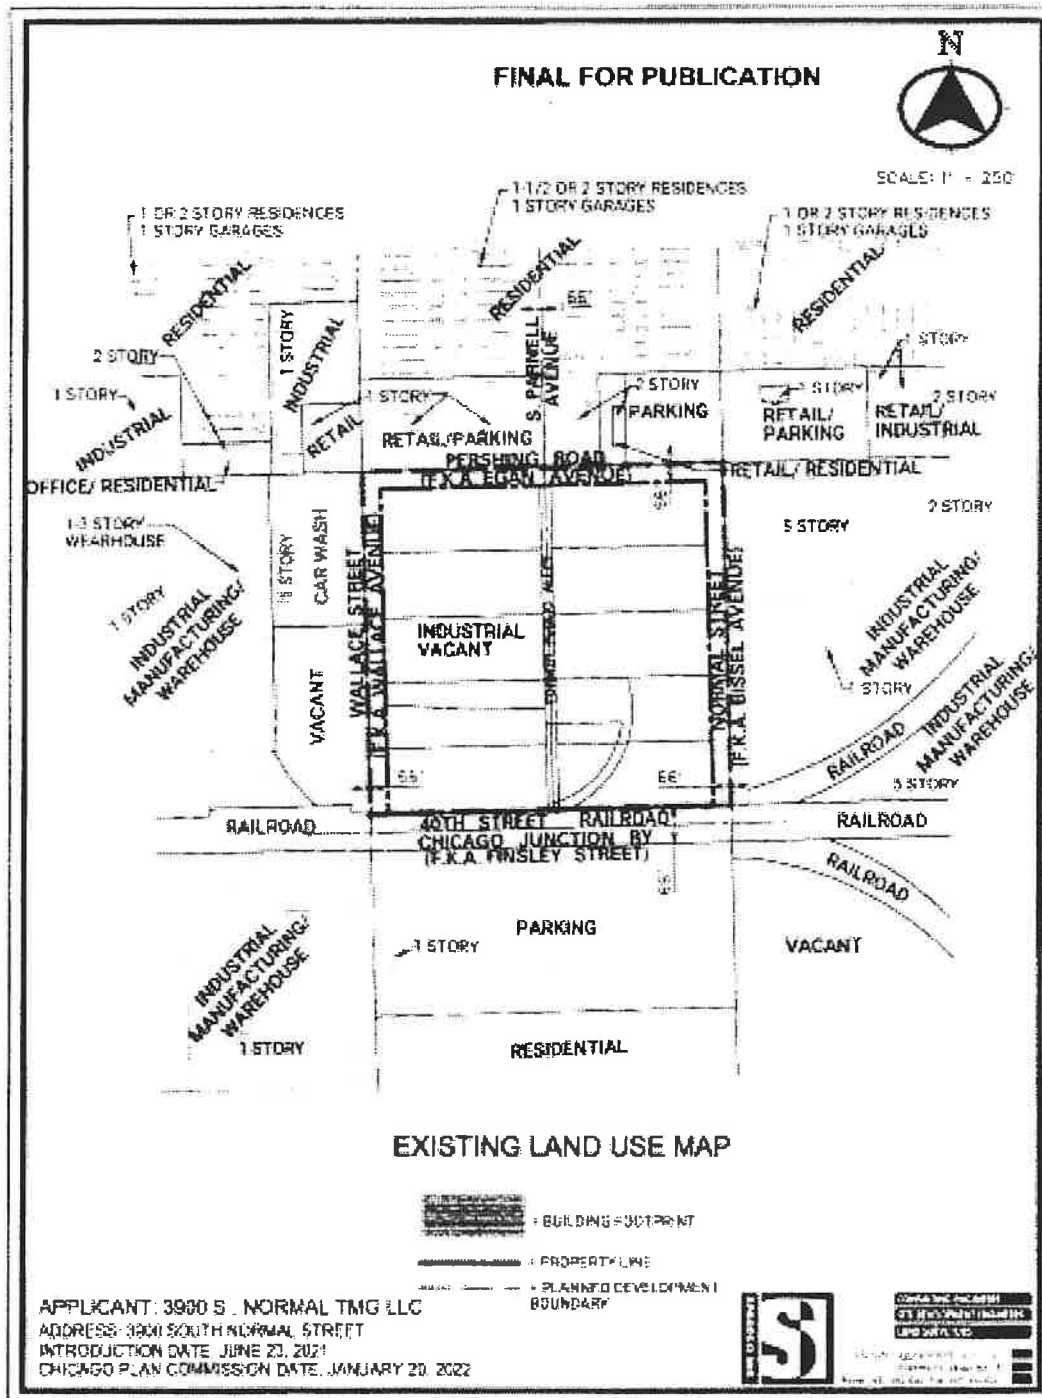 N
FINAL FOR PUBLICATION
SCALE: 1" = 250'
1-1/2 OR 2 STORY RESIDENCES
1 STORY GARAGES
1 OR 2 STORY RESIDENCES
1 STORY GARAGES
1 OR 2 STORY RESIDENCES
1 STORY GARAGES
RESIDENTIAL
RESIDENTIAL
RESIDENTIAL
66'
S. PARNELL
AVENUE
1 STORY
INDUSTRIAL
2 STORY
1 STORY
INDUSTRIAL
RETAIL
1 STORY
RETAIL/PARKING
2 STORY
PARKING
1 STORY
RETAIL/
PARKING
1 STORY
2 STORY
RETAIL/
INDUSTRIAL
PERSHING ROAD
(F.K.A. EGAN AVENUE)
RETAIL/ RESIDENTIAL
OFFICE/ RESIDENTIAL
66'
1-3 STORY
WEARHOUSE
1 STORY
INDUSTRIAL
MANUFACTURING/
WAREHOUSE
STORY
CAR WASH
VACANT
WALLACE STREET
(F.K.A. WALLACE AVENUE)
INDUSTRIAL
VACANT
NORMAL STREET
(F.K.A. BISSEL AVENUE)
5 STORY
2 STORY
INDUSTRIAL
MANUFACTURING/
WAREHOUSE
STORY
INDUSTRIAL
MANUFACTURING/
WAREHOUSE
RAILROAD
5 STORY
66'
66'
RAILROAD
40TH STREET RAILROAD
CHICAGO JUNCTION RY
(F.K.A. FINSLEY STREET)
RAILROAD
66'
RAILROAD
PARKING
1 STORY
VACANT
INDUSTRIAL
MANUFACTURING/
WAREHOUSE
1 STORY
RESIDENTIAL
EXISTING LAND USE MAP
= BUILDING FOOTPRINT
= PROPERTY LINE
= PLANNED DEVELOPMENT
BOUNDARY
APPLICANT: 3900 S. NORMAL TMG LLC
ADDRESS: 3900 SOUTH NORMAL STREET
INTRODUCTION DATE: JUNE 23, 2021
CHICAGO PLAN COMMISSION DATE: JANUARY 20, 2022